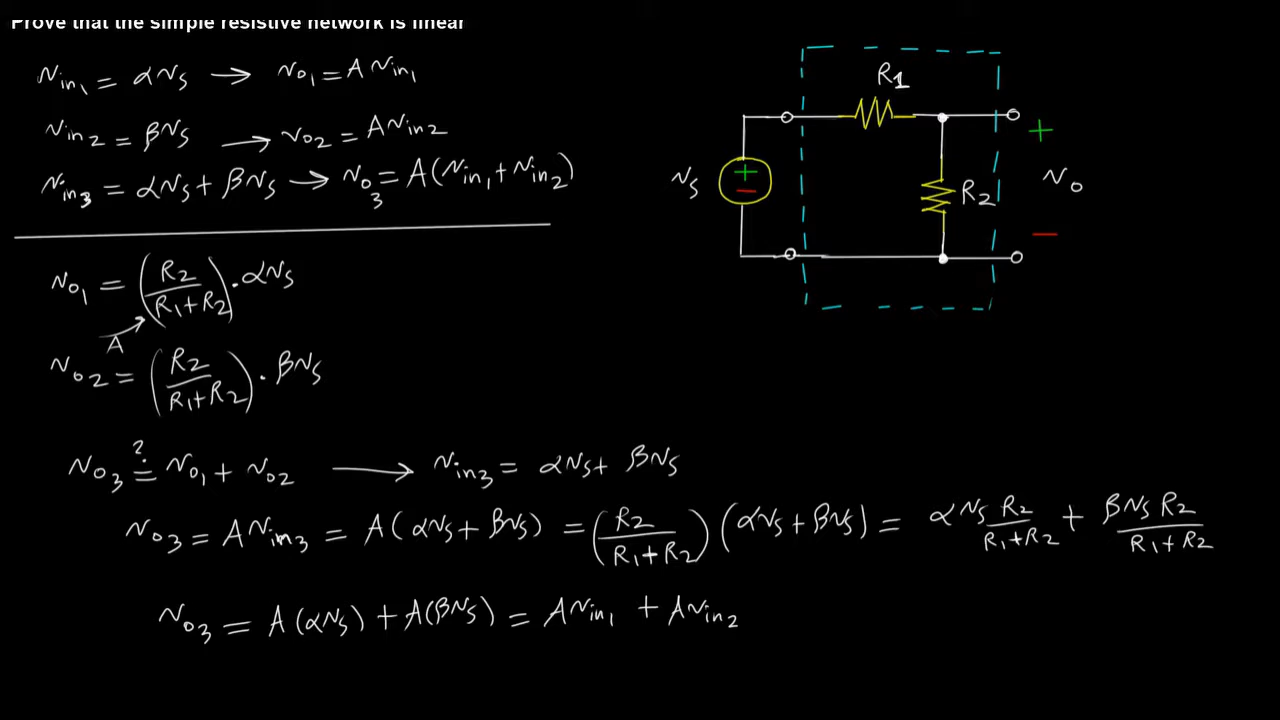 Prove that the simple resistive network is linear
Vin1 = αVs → Vo1 = A Vin1
Vin2 = βVs → Vo2 = A Vin2
Vin3 = αVs + βVs → Vo3 = A(Vin1 + Vin2)
Vo1 = (R2/(R1+R2)) · αVs
A
Vo2 = (R2/(R1+R2)) · βVs
Vo3 ?= Vo1 + Vo2 → Vin3 = αVs + βVs
Vo3 = A Vin3 = A(αVs + βVs) = (R2/(R1+R2)) (αVs + βVs) = αVs R2/(R1+R2) + βVs R2/(R1+R2)
Vo3 = A(αVs) + A(βVs) = A Vin1 + A Vin2
R1
+
Vs + −
R2
Vo
−